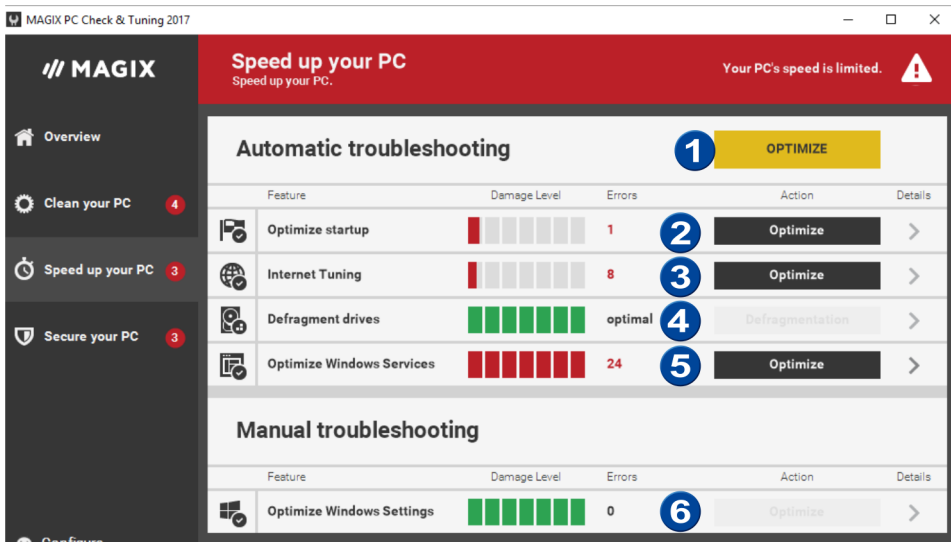 MAGIX PC Check & Tuning 2017
MAGIX
Speed up your PC
Speed up your PC.
Your PC's speed is limited.
Overview
Clean your PC 4
Speed up your PC 3
Secure your PC 3
Automatic troubleshooting 1 OPTIMIZE
Feature Damage Level Errors Action Details
Optimize startup 1 2 Optimize
Internet Tuning 8 3 Optimize
Defragment drives optimal 4 Defragmentation
Optimize Windows Services 24 5 Optimize
Manual troubleshooting
Feature Damage Level Errors Action Details
Optimize Windows Settings 0 6 Optimize
Configure